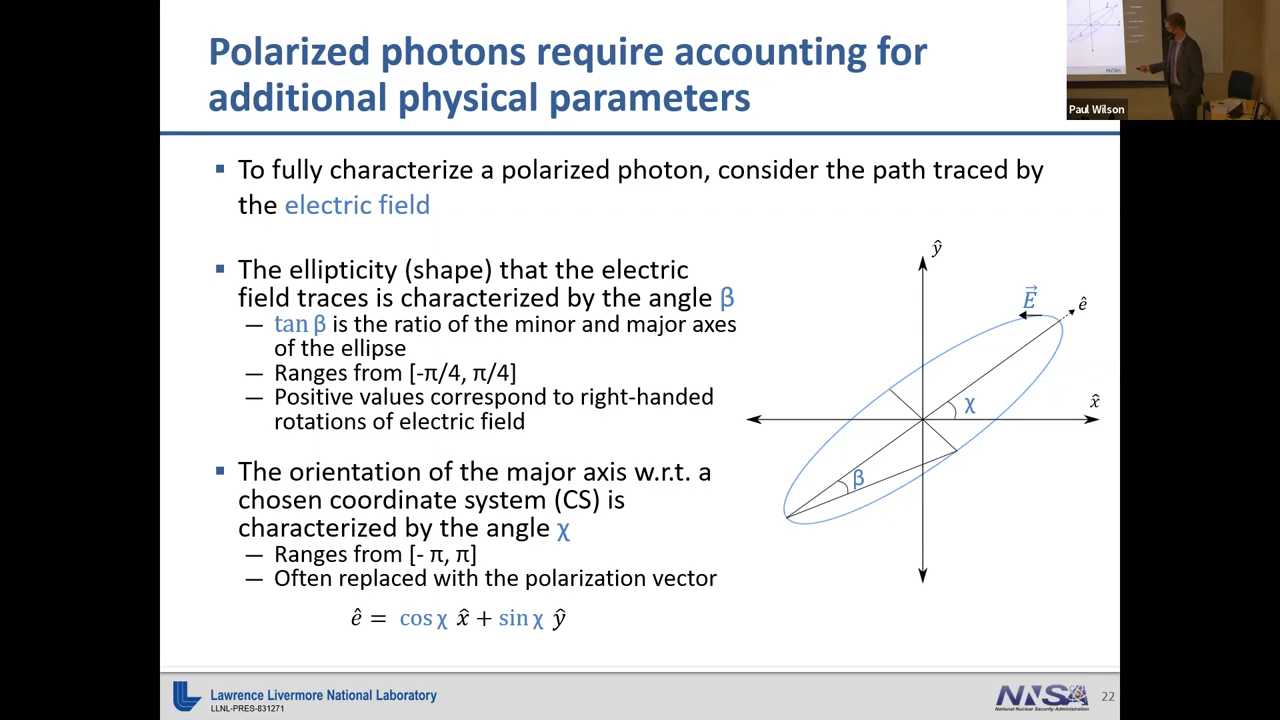 Polarized photons require accounting for
additional physical parameters
Paul Wilson
▪ To fully characterize a polarized photon, consider the path traced by
the electric field
▪ The ellipticity (shape) that the electric
field traces is characterized by the angle β
— tan β is the ratio of the minor and major axes
of the ellipse
— Ranges from [-π/4, π/4]
— Positive values correspond to right-handed
rotations of electric field
▪ The orientation of the major axis w.r.t. a
chosen coordinate system (CS) is
characterized by the angle χ
— Ranges from [- π, π]
— Often replaced with the polarization vector
ê = cos χ x̂ + sin χ ŷ
ŷ
E⃗
ê
x̂
χ
β
Lawrence Livermore National Laboratory
LLNL-PRES-831271
NNSA
National Nuclear Security Administration
22